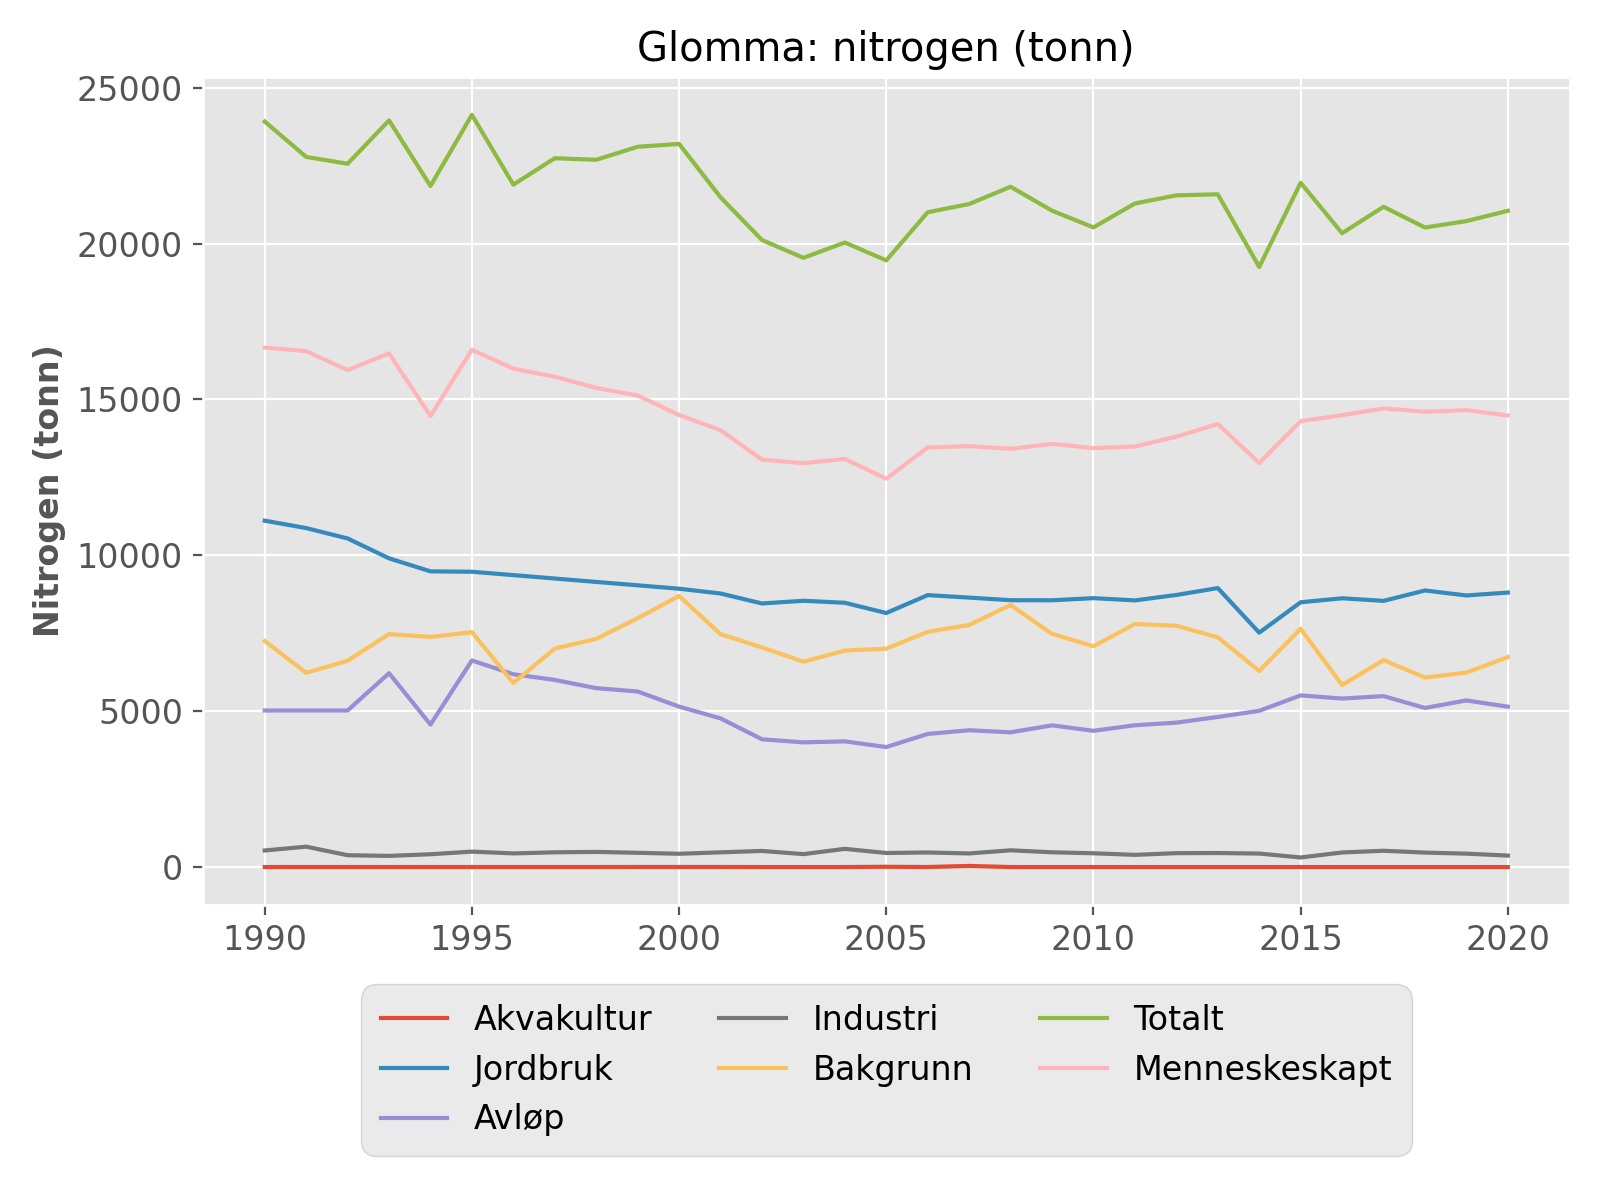 Glomma: nitrogen (tonn)
25000
20000
15000
10000
5000
0
Nitrogen (tonn)
1990 1995 2000 2005 2010 2015 2020
Akvakultur Industri Totalt
Jordbruk Bakgrunn Menneskeskapt
Avløp